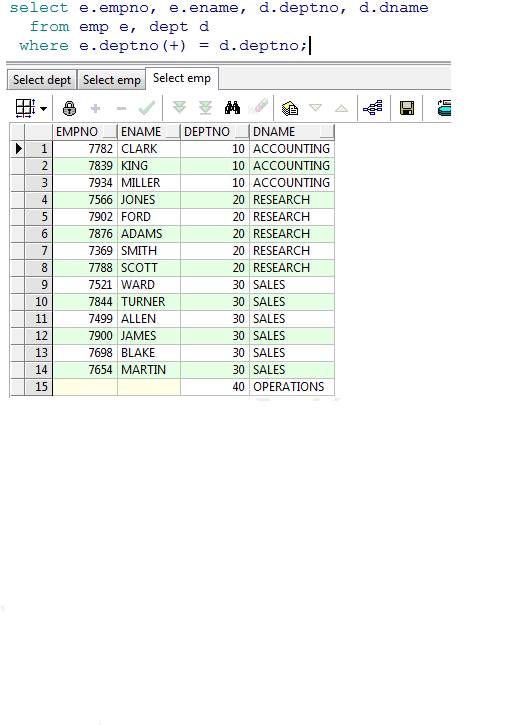 select e.empno, e.ename, d.deptno, d.dname
from emp e, dept d
where e.deptno(+) = d.deptno;
Select dept Select emp Select emp
EMPNO ENAME DEPTNO DNAME
1 7782 CLARK 10 ACCOUNTING
2 7839 KING 10 ACCOUNTING
3 7934 MILLER 10 ACCOUNTING
4 7566 JONES 20 RESEARCH
5 7902 FORD 20 RESEARCH
6 7876 ADAMS 20 RESEARCH
7 7369 SMITH 20 RESEARCH
8 7788 SCOTT 20 RESEARCH
9 7521 WARD 30 SALES
10 7844 TURNER 30 SALES
11 7499 ALLEN 30 SALES
12 7900 JAMES 30 SALES
13 7698 BLAKE 30 SALES
14 7654 MARTIN 30 SALES
15 40 OPERATIONS